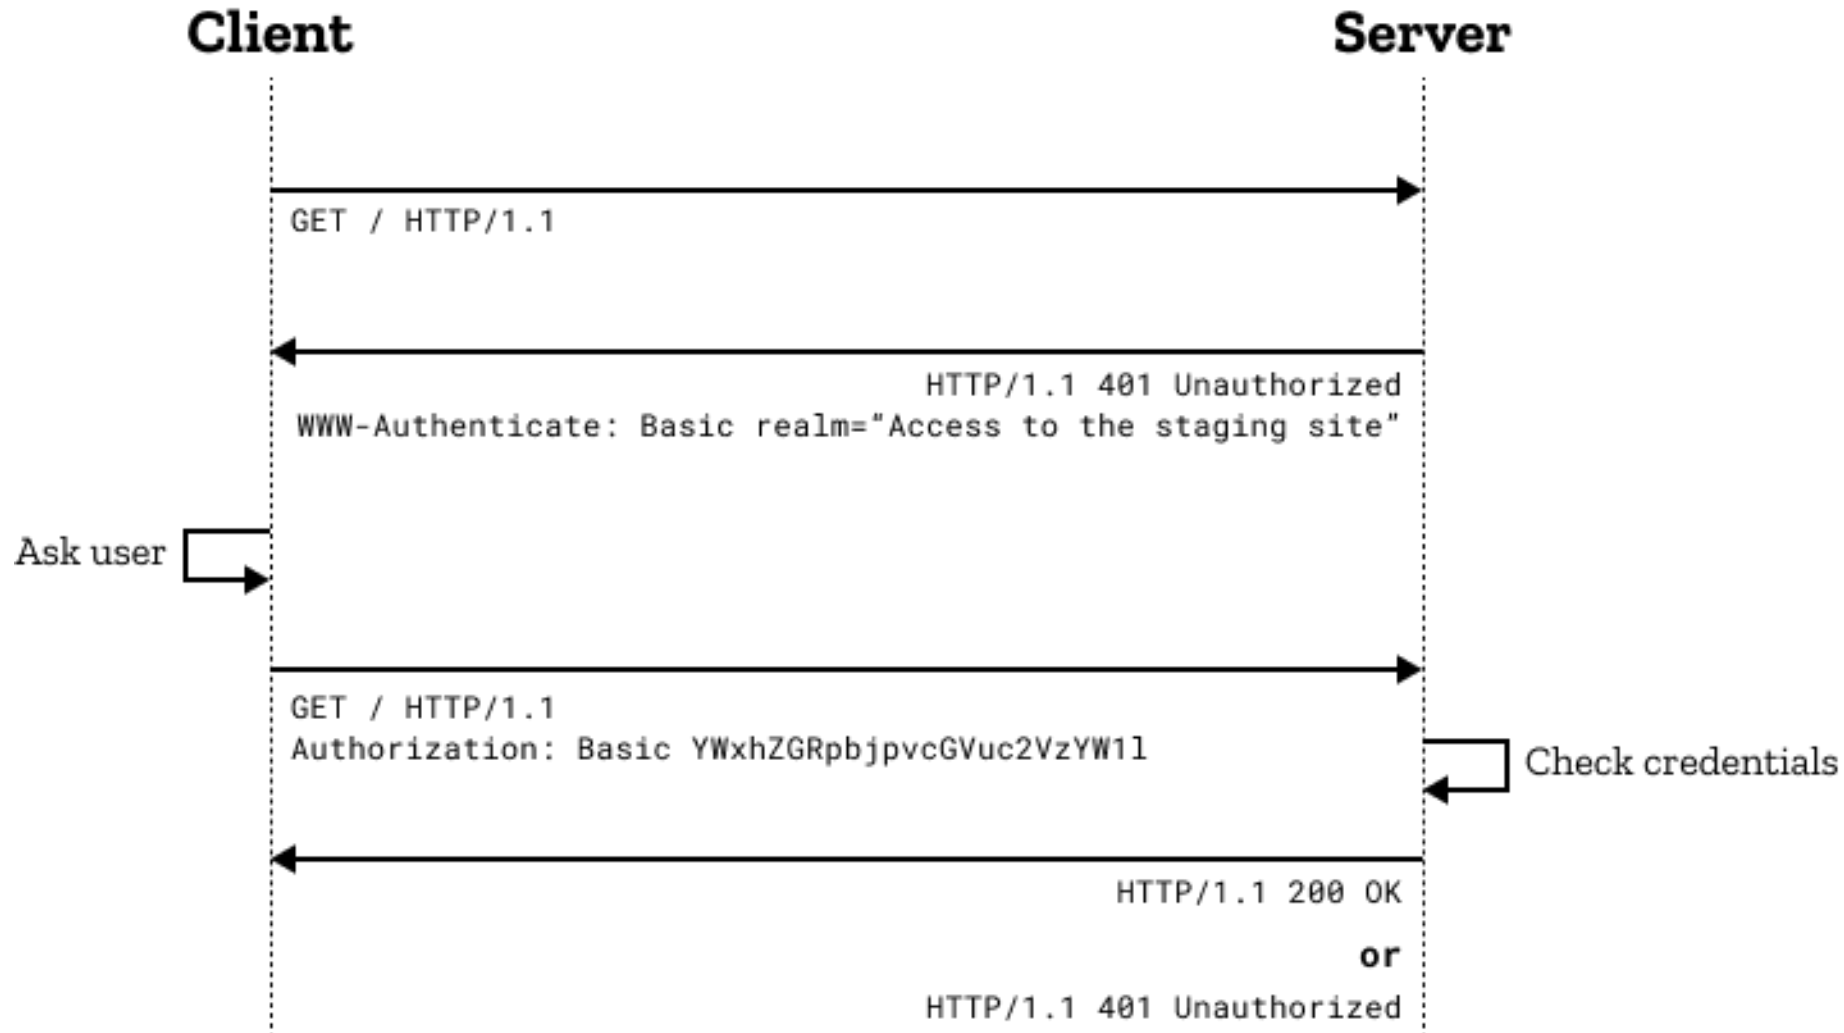 Client
Server
GET / HTTP/1.1
HTTP/1.1 401 Unauthorized
WWW-Authenticate: Basic realm=“Access to the staging site”
Ask user
GET / HTTP/1.1
Authorization: Basic YWxhZGRpbjpvcGVuc2VzYW1l
Check credentials
HTTP/1.1 200 OK
or
HTTP/1.1 401 Unauthorized